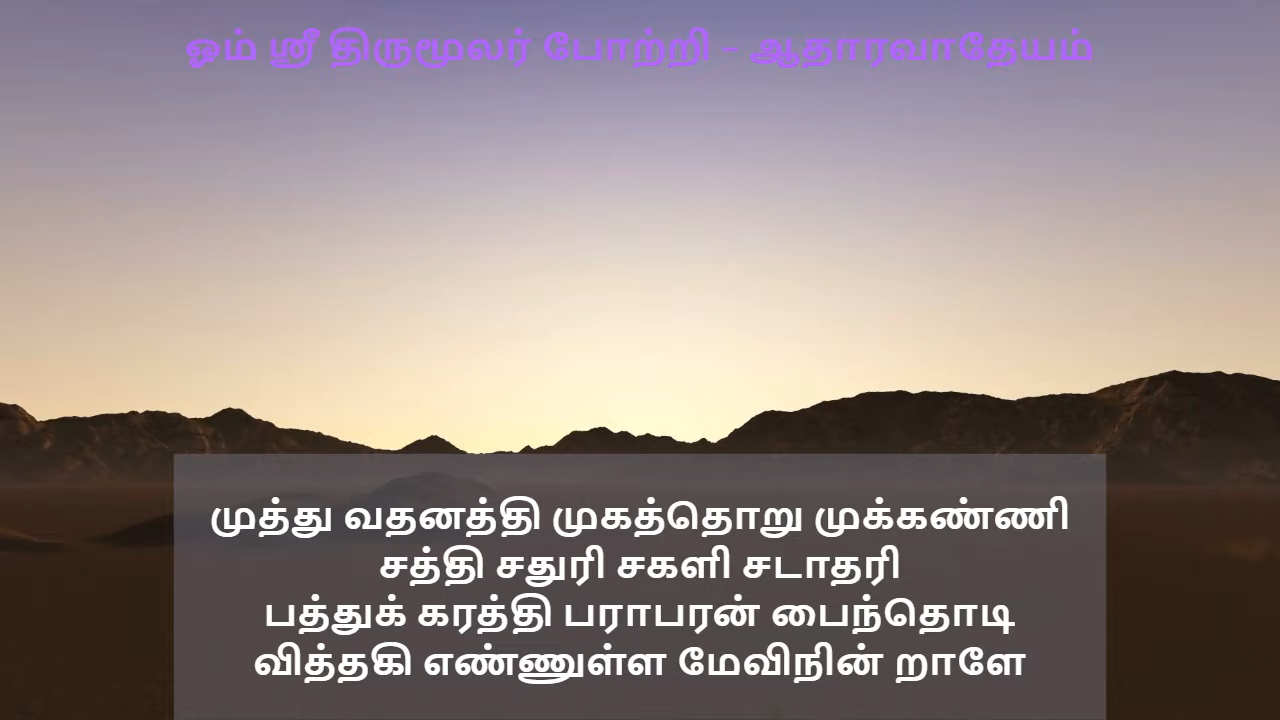 ஓம் ஸ்ரீ திருமூலர் போற்றி - ஆதாரவாதேயம்
முத்து வதனத்தி முகத்தொறு முக்கண்ணி
சத்தி சதுரி சகளி சடாதரி
பத்துக் கரத்தி பராபரன் பைந்தொடி
வித்தகி எண்ணுள்ள மேவிநின் றாளே